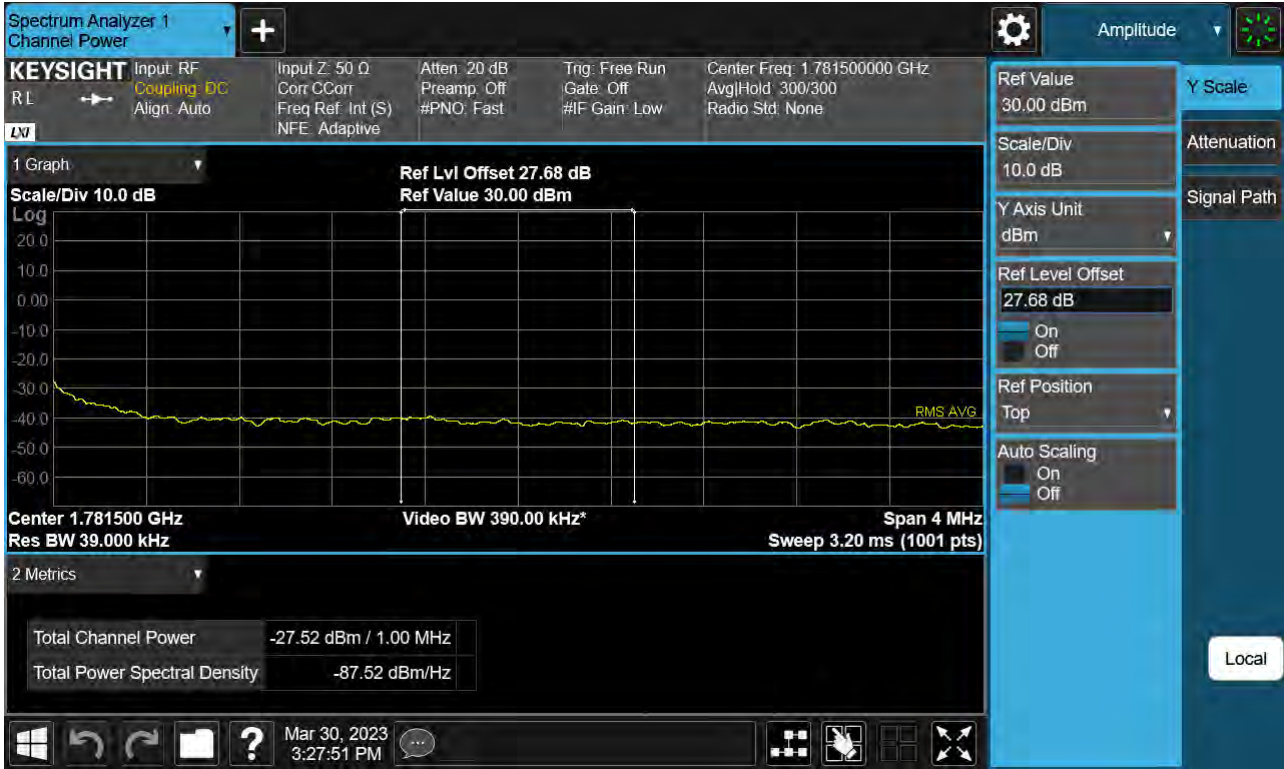 Spectrum Analyzer 1
Channel Power
+
Amplitude
KEYSIGHT
R L
LXI
Input: RF
Coupling: DC
Align: Auto
Input Z: 50 Ω
Corr CCorr
Freq Ref: Int (S)
NFE: Adaptive
Atten: 20 dB
Preamp: Off
#PNO: Fast
Trig: Free Run
Gate: Off
#IF Gain: Low
Center Freq: 1.781500000 GHz
Avg|Hold: 300/300
Radio Std: None
1 Graph
Scale/Div 10.0 dB
Ref Lvl Offset 27.68 dB
Ref Value 30.00 dBm
Log
20.0
10.0
0.00
-10.0
-20.0
-30.0
-40.0
-50.0
-60.0
RMS AVG
Center 1.781500 GHz
Res BW 39.000 kHz
Video BW 390.00 kHz*
Span 4 MHz
Sweep 3.20 ms (1001 pts)
2 Metrics
Total Channel Power -27.52 dBm / 1.00 MHz
Total Power Spectral Density -87.52 dBm/Hz
Ref Value
30.00 dBm
Scale/Div
10.0 dB
Y Axis Unit
dBm
Ref Level Offset
27.68 dB
On
Off
Ref Position
Top
Auto Scaling
On
Off
Y Scale
Attenuation
Signal Path
Local
?
Mar 30, 2023
3:27:51 PM